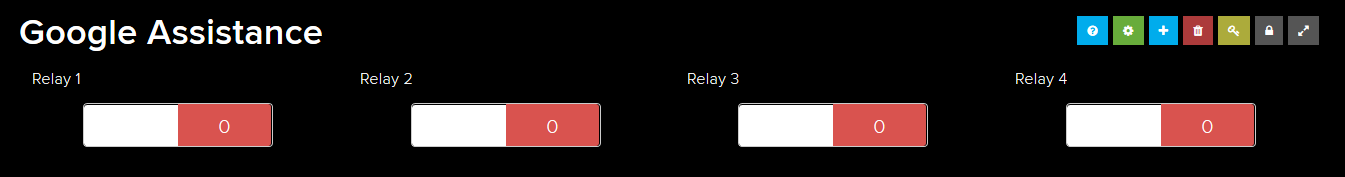 Google Assistance
Relay 1
Relay 2
Relay 3
Relay 4
0
0
0
0